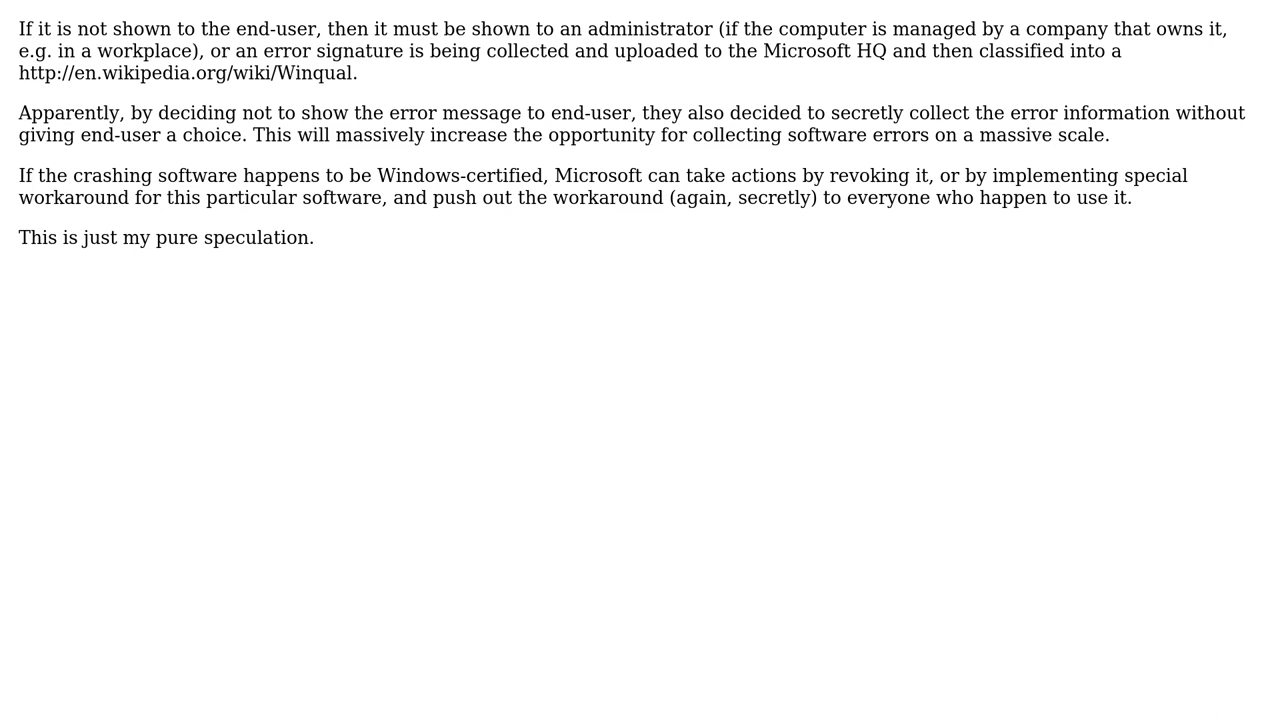 If it is not shown to the end-user, then it must be shown to an administrator (if the computer is managed by a company that owns it,
e.g. in a workplace), or an error signature is being collected and uploaded to the Microsoft HQ and then classified into a
http://en.wikipedia.org/wiki/Winqual.
Apparently, by deciding not to show the error message to end-user, they also decided to secretly collect the error information without
giving end-user a choice. This will massively increase the opportunity for collecting software errors on a massive scale.
If the crashing software happens to be Windows-certified, Microsoft can take actions by revoking it, or by implementing special
workaround for this particular software, and push out the workaround (again, secretly) to everyone who happen to use it.
This is just my pure speculation.